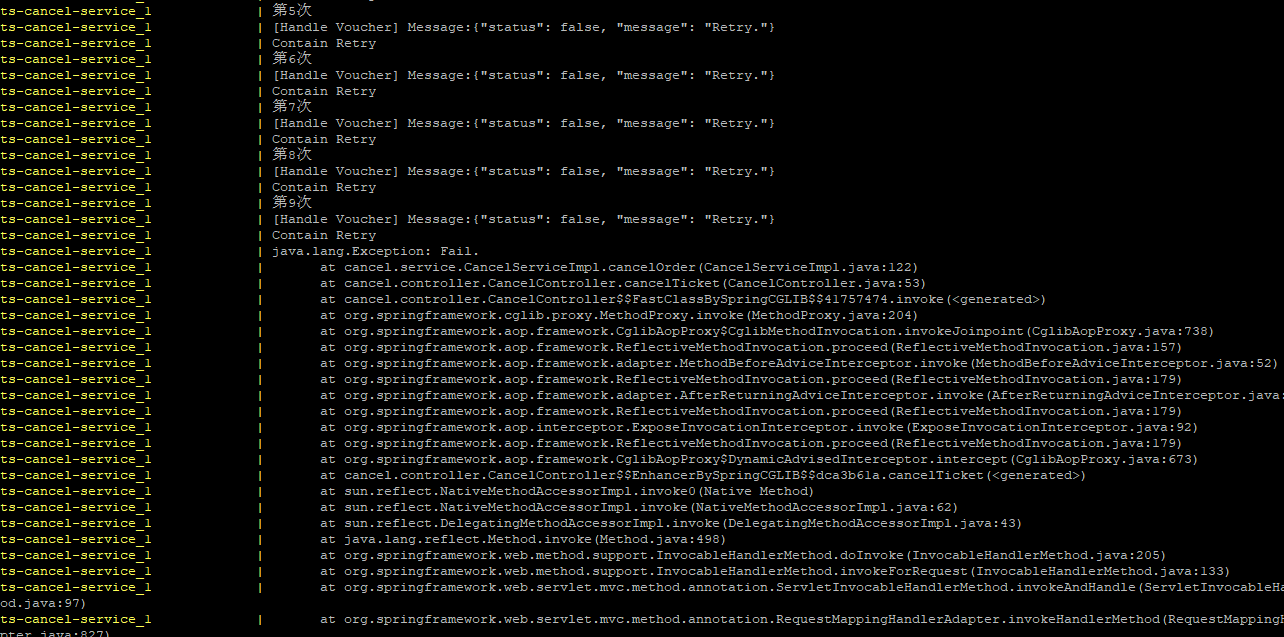 ts-cancel-service_1 | 第5次
ts-cancel-service_1 | [Handle Voucher] Message:{"status": false, "message": "Retry."}
ts-cancel-service_1 | Contain Retry
ts-cancel-service_1 | 第6次
ts-cancel-service_1 | [Handle Voucher] Message:{"status": false, "message": "Retry."}
ts-cancel-service_1 | Contain Retry
ts-cancel-service_1 | 第7次
ts-cancel-service_1 | [Handle Voucher] Message:{"status": false, "message": "Retry."}
ts-cancel-service_1 | Contain Retry
ts-cancel-service_1 | 第8次
ts-cancel-service_1 | [Handle Voucher] Message:{"status": false, "message": "Retry."}
ts-cancel-service_1 | Contain Retry
ts-cancel-service_1 | 第9次
ts-cancel-service_1 | [Handle Voucher] Message:{"status": false, "message": "Retry."}
ts-cancel-service_1 | Contain Retry
ts-cancel-service_1 | java.lang.Exception: Fail.
ts-cancel-service_1 | at cancel.service.CancelServiceImpl.cancelOrder(CancelServiceImpl.java:122)
ts-cancel-service_1 | at cancel.controller.CancelController.cancelTicket(CancelController.java:53)
ts-cancel-service_1 | at cancel.controller.CancelController$$FastClassBySpringCGLIB$$41757474.invoke(<generated>)
ts-cancel-service_1 | at org.springframework.cglib.proxy.MethodProxy.invoke(MethodProxy.java:204)
ts-cancel-service_1 | at org.springframework.aop.framework.CglibAopProxy$CglibMethodInvocation.invokeJoinpoint(CglibAopProxy.java:738)
ts-cancel-service_1 | at org.springframework.aop.framework.ReflectiveMethodInvocation.proceed(ReflectiveMethodInvocation.java:157)
ts-cancel-service_1 | at org.springframework.aop.framework.adapter.MethodBeforeAdviceInterceptor.invoke(MethodBeforeAdviceInterceptor.java:52)
ts-cancel-service_1 | at org.springframework.aop.framework.ReflectiveMethodInvocation.proceed(ReflectiveMethodInvocation.java:179)
ts-cancel-service_1 | at org.springframework.aop.framework.adapter.AfterReturningAdviceInterceptor.invoke(AfterReturningAdviceInterceptor.java:
ts-cancel-service_1 | at org.springframework.aop.framework.ReflectiveMethodInvocation.proceed(ReflectiveMethodInvocation.java:179)
ts-cancel-service_1 | at org.springframework.aop.interceptor.ExposeInvocationInterceptor.invoke(ExposeInvocationInterceptor.java:92)
ts-cancel-service_1 | at org.springframework.aop.framework.ReflectiveMethodInvocation.proceed(ReflectiveMethodInvocation.java:179)
ts-cancel-service_1 | at org.springframework.aop.framework.CglibAopProxy$DynamicAdvisedInterceptor.intercept(CglibAopProxy.java:673)
ts-cancel-service_1 | at cancel.controller.CancelController$$EnhancerBySpringCGLIB$$dca3b61a.cancelTicket(<generated>)
ts-cancel-service_1 | at sun.reflect.NativeMethodAccessorImpl.invoke0(Native Method)
ts-cancel-service_1 | at sun.reflect.NativeMethodAccessorImpl.invoke(NativeMethodAccessorImpl.java:62)
ts-cancel-service_1 | at sun.reflect.DelegatingMethodAccessorImpl.invoke(DelegatingMethodAccessorImpl.java:43)
ts-cancel-service_1 | at java.lang.reflect.Method.invoke(Method.java:498)
ts-cancel-service_1 | at org.springframework.web.method.support.InvocableHandlerMethod.doInvoke(InvocableHandlerMethod.java:205)
ts-cancel-service_1 | at org.springframework.web.method.support.InvocableHandlerMethod.invokeForRequest(InvocableHandlerMethod.java:133)
ts-cancel-service_1 | at org.springframework.web.servlet.mvc.method.annotation.ServletInvocableHandlerMethod.invokeAndHandle(ServletInvocableHa
od.java:97)
ts-cancel-service_1 | at org.springframework.web.servlet.mvc.method.annotation.RequestMappingHandlerAdapter.invokeHandlerMethod(RequestMapping
pter.java:827)